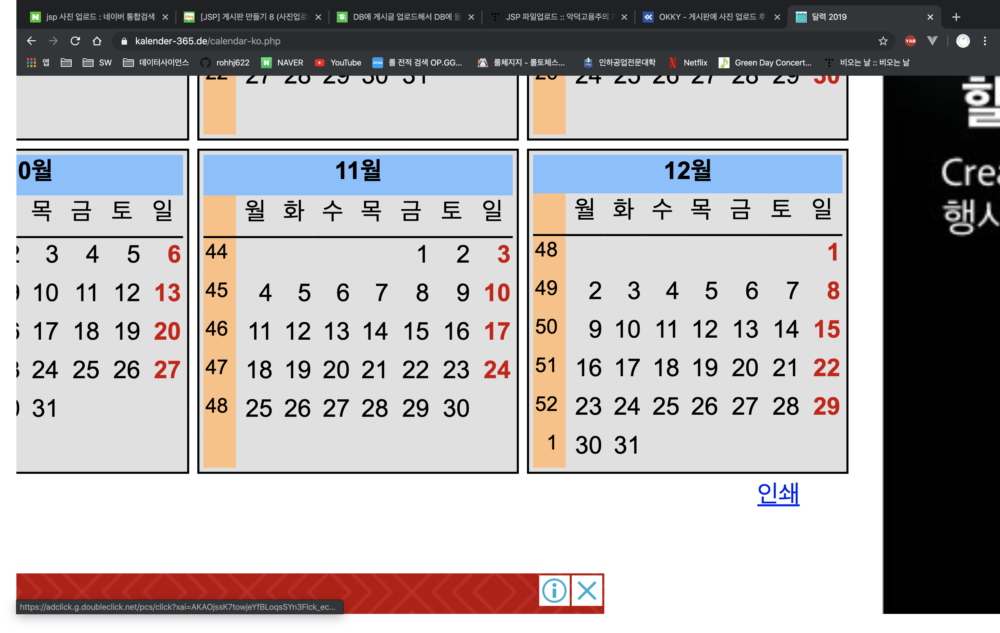 jsp 사진 업로드 : 네이버 통합검색
[JSP] 게시판 만들기 8 (사진업로드
DB에 게시글 업로드해서 DB에
JSP 파일업로드 :: 악덕고용주의
OKKY - 게시판에 사진 업로드 후
달력 2019
kalender-365.de/calendar-ko.php
YAB
앱 SW 데이터사이언스 rohhj622 NAVER YouTube 롤 전적 검색 OP.GG... 롤체지지 - 롤토체스... 인하공업전문대학 Netflix Green Day Concert... 비오는 날 :: 비오는 날
22 27 28 29 30 31
26 24 25 26 27 28 29 30
0월
목 금 토 일
3 4 5 6
10 11 12 13
17 18 19 20
24 25 26 27
31
11월
월 화 수 목 금 토 일
44 1 2 3
45 4 5 6 7 8 9 10
46 11 12 13 14 15 16 17
47 18 19 20 21 22 23 24
48 25 26 27 28 29 30
12월
월 화 수 목 금 토 일
48 1
49 2 3 4 5 6 7 8
50 9 10 11 12 13 14 15
51 16 17 18 19 20 21 22
52 23 24 25 26 27 28 29
1 30 31
인쇄
Crea
행사
https://adclick.g.doubleclick.net/pcs/click?xai=AKAOjssK7towjeYfBLoqsSYn3Flck_ec...